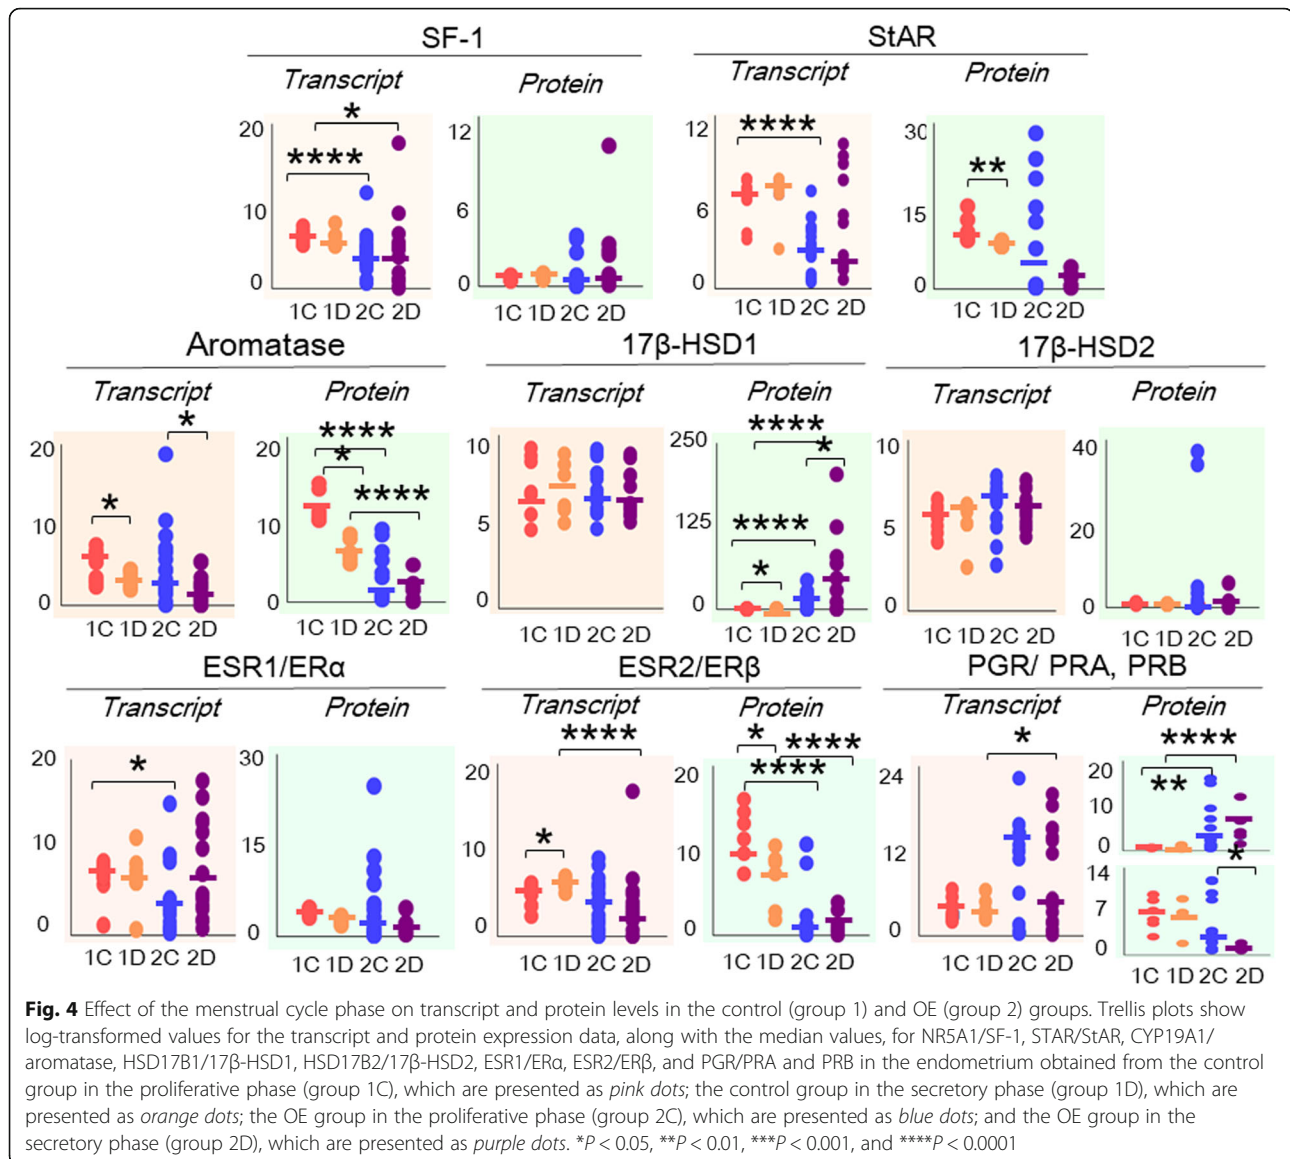 SF-1
StAR
Transcript
Protein
Transcript
Protein
*
****
20
10
0
1C 1D 2C 2D
12
6
0
1C 1D 2C 2D
****
12
6
0
1C 1D 2C 2D
**
30
15
0
1C 1D 2C 2D
Aromatase
17β-HSD1
17β-HSD2
Transcript
Protein
Transcript
Protein
Transcript
Protein
*
*
20
10
0
1C 1D 2C 2D
****
*
****
20
10
0
1C 1D 2C 2D
10
5
0
1C 1D 2C 2D
****
*
****
*
250
125
0
1C 1D 2C 2D
10
5
0
1C 1D 2C 2D
40
20
0
1C 1D 2C 2D
ESR1/ERα
ESR2/ERβ
PGR/ PRA, PRB
Transcript
Protein
Transcript
Protein
Transcript
Protein
*
20
10
0
1C 1D 2C 2D
30
15
0
1C 1D 2C 2D
****
*
20
10
0
1C 1D 2C 2D
*
****
****
20
10
0
1C 1D 2C 2D
*
24
12
0
1C 1D 2C 2D
****
**
20
10
0
*
14
7
0
1C 1D 2C 2D
Fig. 4 Effect of the menstrual cycle phase on transcript and protein levels in the control (group 1) and OE (group 2) groups. Trellis plots show
log-transformed values for the transcript and protein expression data, along with the median values, for NR5A1/SF-1, STAR/StAR, CYP19A1/
aromatase, HSD17B1/17β-HSD1, HSD17B2/17β-HSD2, ESR1/ERα, ESR2/ERβ, and PGR/PRA and PRB in the endometrium obtained from the control
group in the proliferative phase (group 1C), which are presented as pink dots; the control group in the secretory phase (group 1D), which are
presented as orange dots; the OE group in the proliferative phase (group 2C), which are presented as blue dots; and the OE group in the
secretory phase (group 2D), which are presented as purple dots. *P < 0.05, **P < 0.01, ***P < 0.001, and ****P < 0.0001